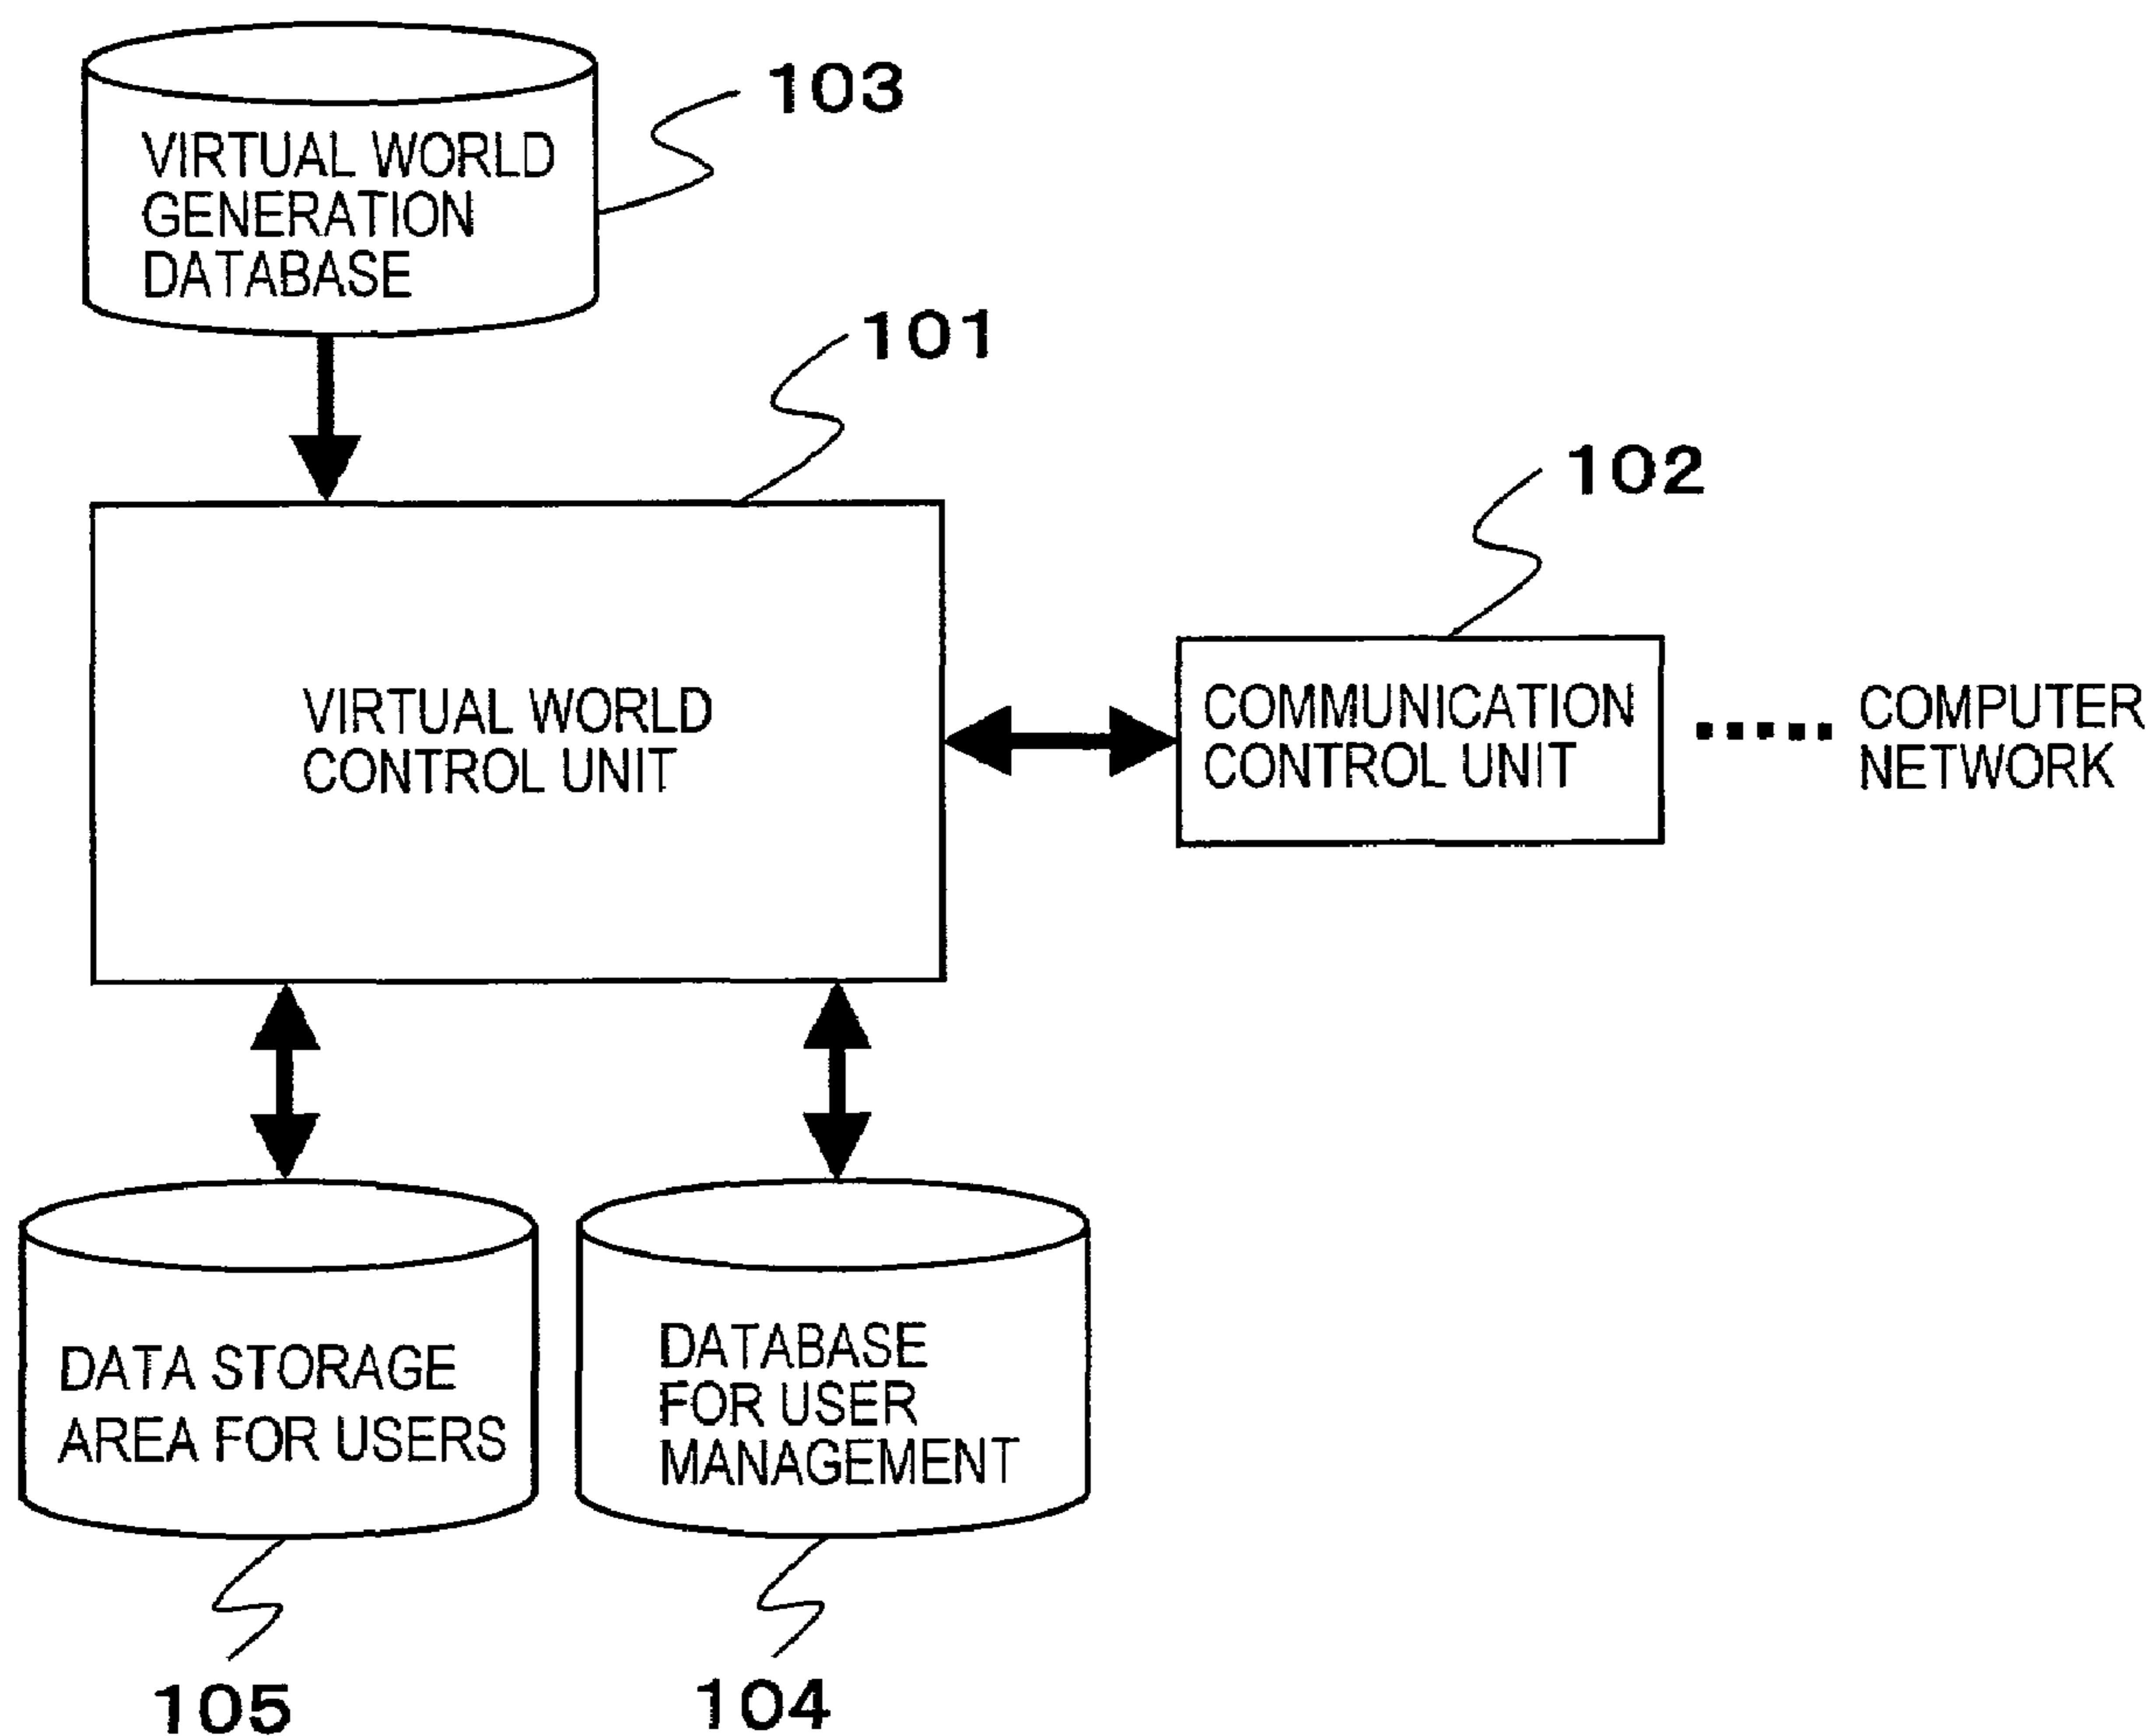 103
VIRTUAL WORLD
GENERATION
DATABASE
101
102
VIRTUAL WORLD
CONTROL UNIT
COMMUNICATION
CONTROL UNIT
COMPUTER
NETWORK
DATA STORAGE
AREA FOR USERS
DATABASE
FOR USER
MANAGEMENT
105
104